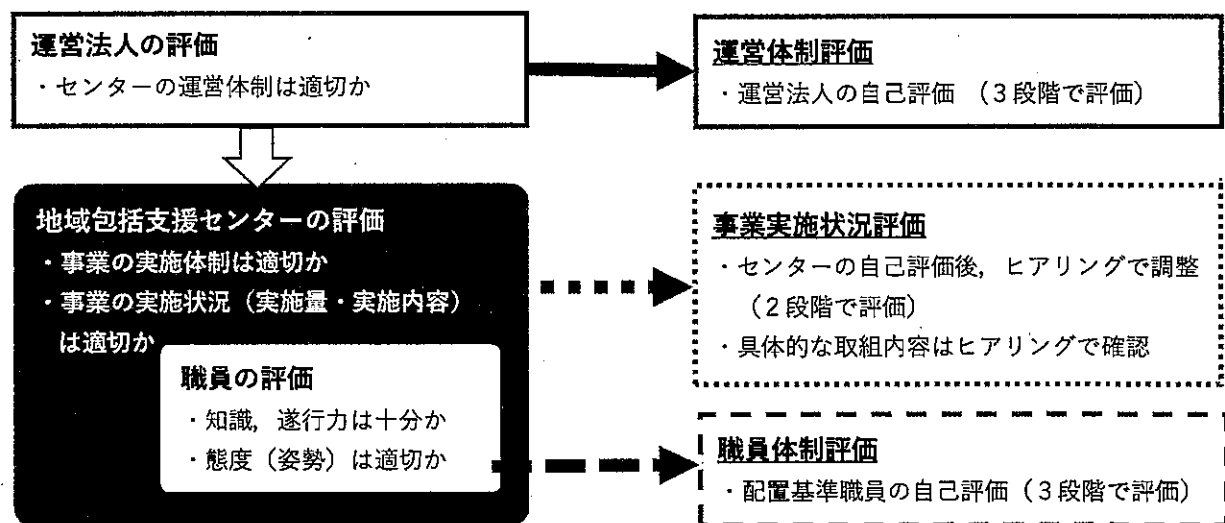 運営法人の評価
・センターの運営体制は適切か
運営体制評価
・運営法人の自己評価 （３段階で評価）
地域包括支援センターの評価
・事業の実施体制は適切か
・事業の実施状況（実施量・実施内容）
は適切か
事業実施状況評価
・センターの自己評価後，ヒアリングで調整
（２段階で評価）
・具体的な取組内容はヒアリングで確認
職員の評価
・知識，遂行力は十分か
・態度（姿勢）は適切か
職員体制評価
・配置基準職員の自己評価（３段階で評価）